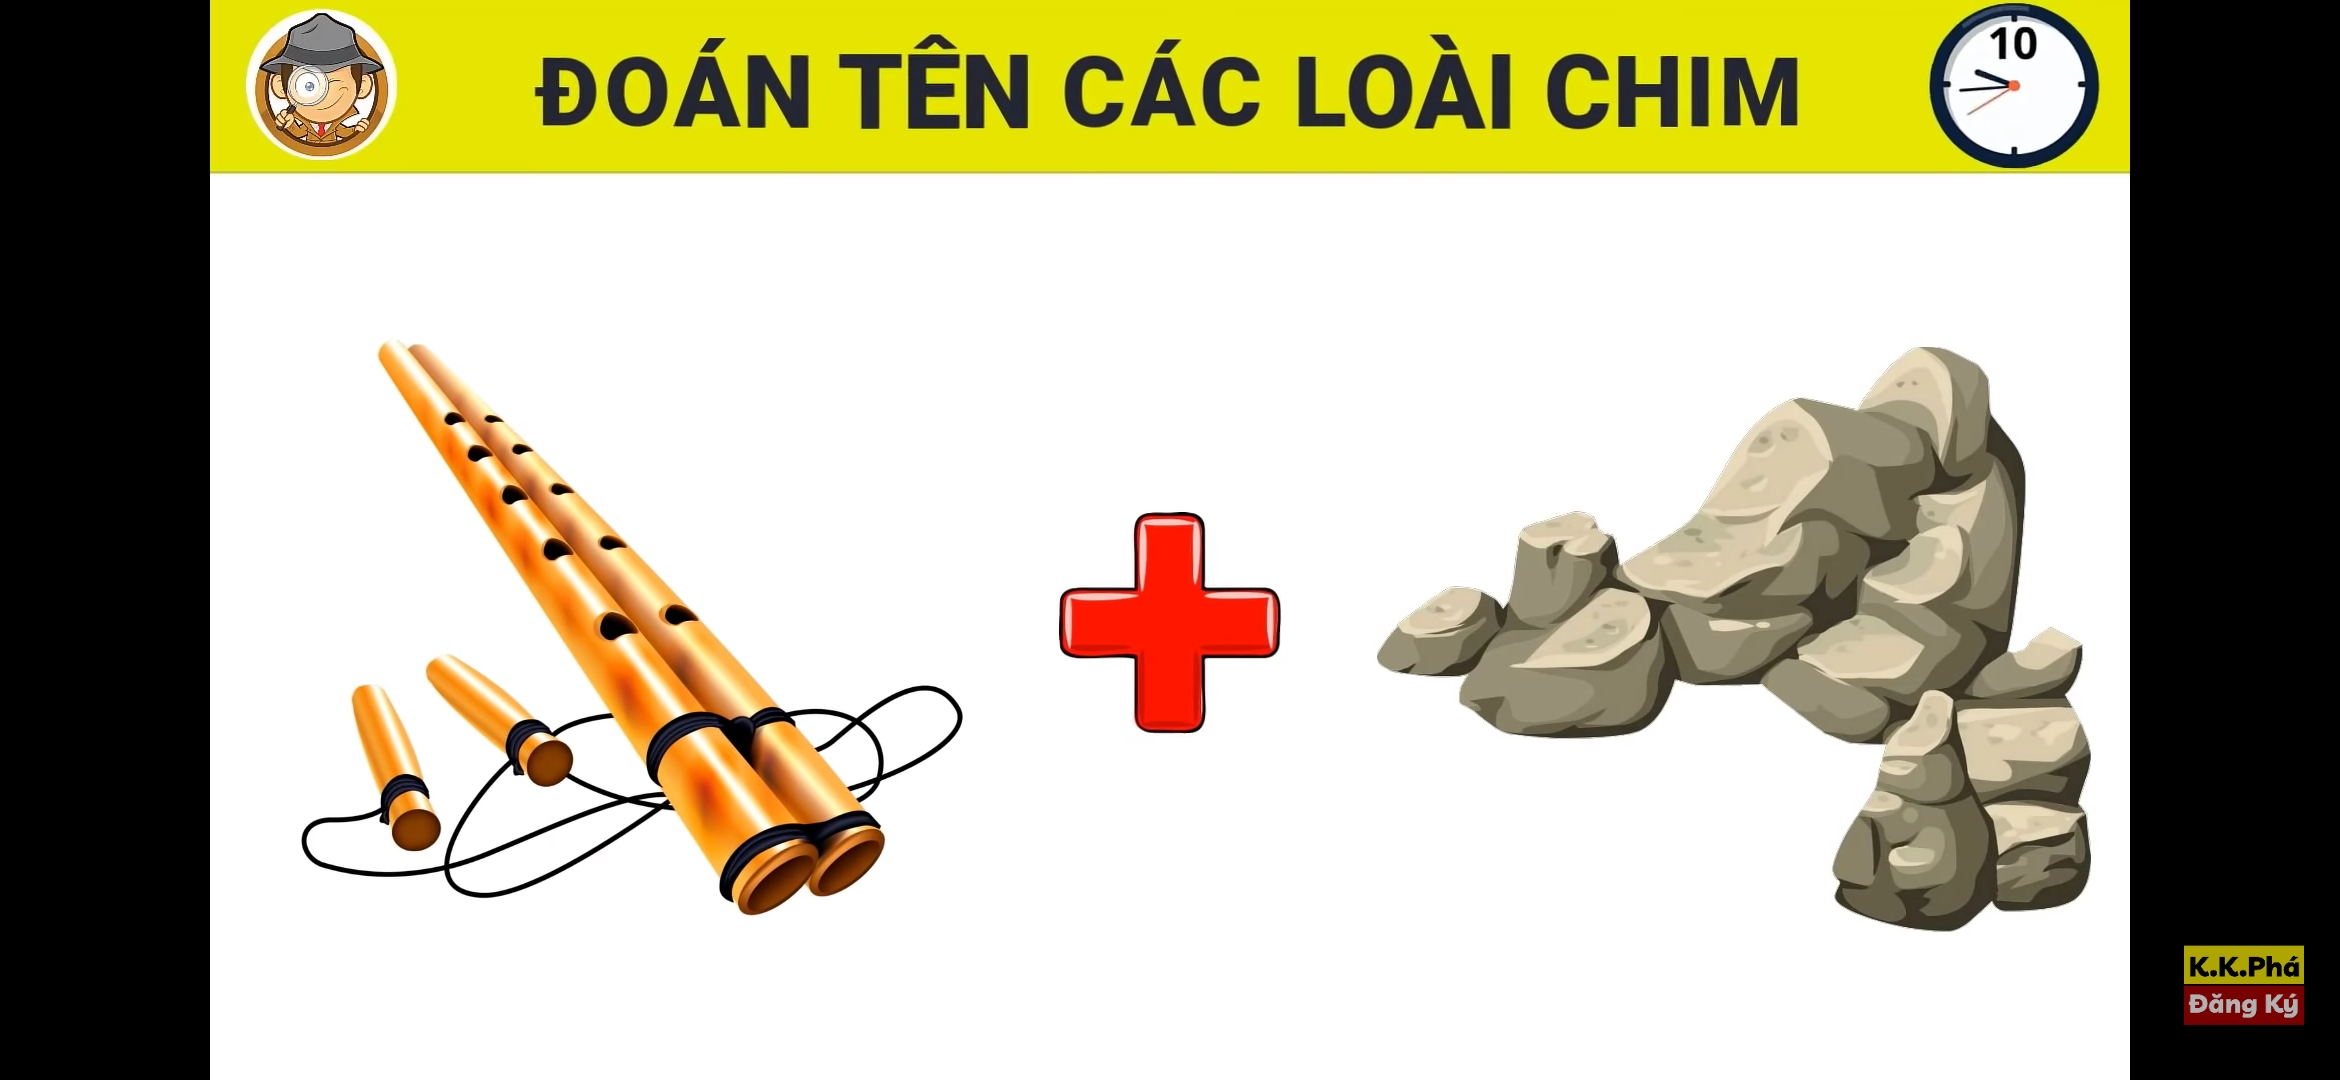 ĐOÁN TÊN CÁC LOÀI CHIM
10
K.K.Phá
Đăng Ký